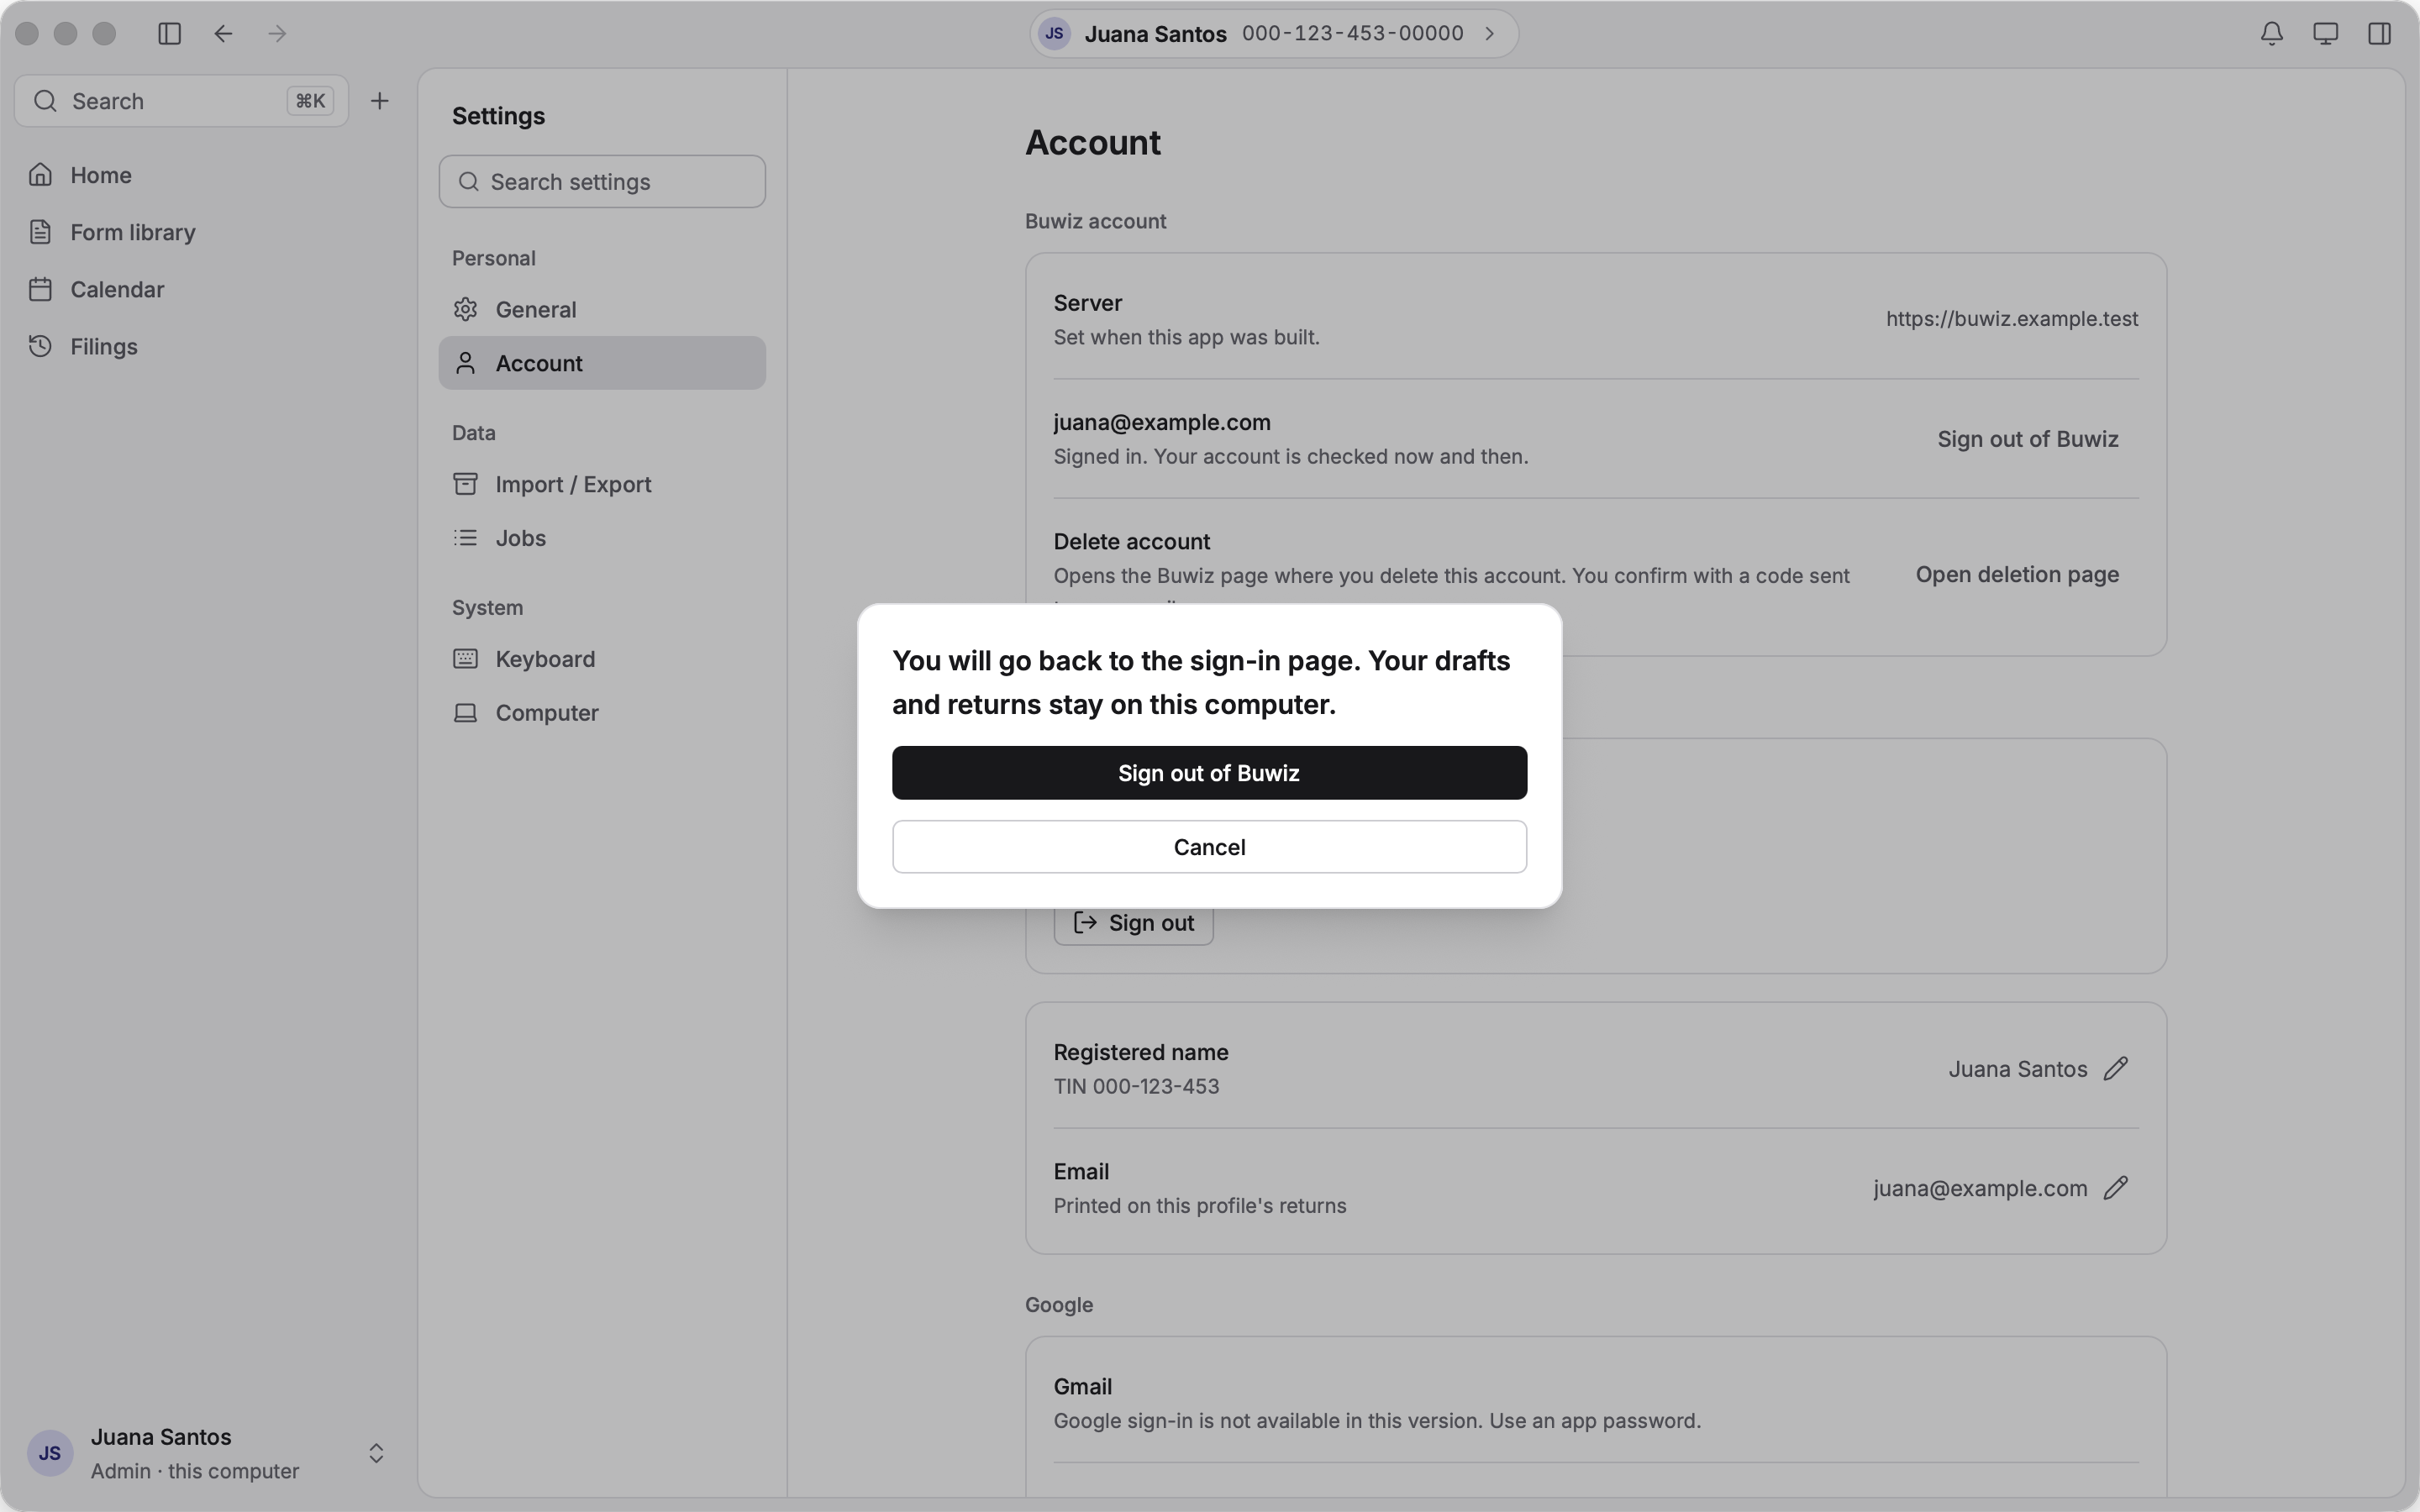 JS Juana Santos 000-123-453-00000
Search ⌘K
Home
Form library
Calendar
Filings
Settings
Search settings
Personal
General
Account
Data
Import / Export
Jobs
System
Keyboard
Computer
Account
Buwiz account
Server
Set when this app was built.
https://buwiz.example.test
juana@example.com
Signed in. Your account is checked now and then.
Sign out of Buwiz
Delete account
Opens the Buwiz page where you delete this account. You confirm with a code sent
Open deletion page
You will go back to the sign-in page. Your drafts
and returns stay on this computer.
Sign out of Buwiz
Cancel
Sign out
Registered name
TIN 000-123-453
Juana Santos
Email
Printed on this profile's returns
juana@example.com
Google
Gmail
Google sign-in is not available in this version. Use an app password.
JS
Juana Santos
Admin · this computer